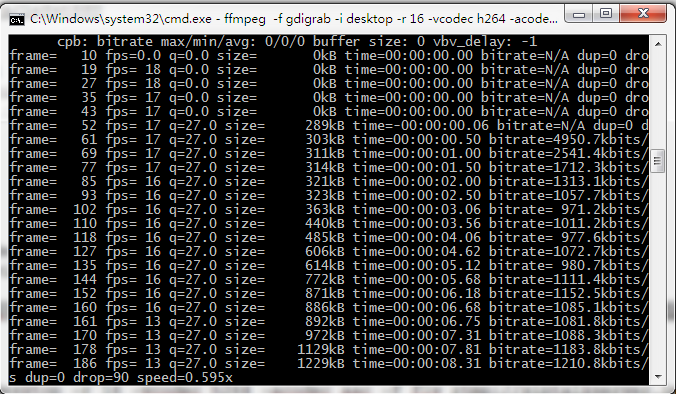 C:\Windows\system32\cmd.exe - ffmpeg -f gdigrab -i desktop -r 16 -vcodec h264 -acode...
cpb: bitrate max/min/avg: 0/0/0 buffer size: 0 vbv_delay: -1
frame=   10 fps=0.0 q=0.0 size=       0kB time=00:00:00.00 bitrate=N/A dup=0 dro
frame=   19 fps= 18 q=0.0 size=       0kB time=00:00:00.00 bitrate=N/A dup=0 dro
frame=   27 fps= 18 q=0.0 size=       0kB time=00:00:00.00 bitrate=N/A dup=0 dro
frame=   35 fps= 17 q=0.0 size=       0kB time=00:00:00.00 bitrate=N/A dup=0 dro
frame=   43 fps= 17 q=0.0 size=       0kB time=00:00:00.00 bitrate=N/A dup=0 dro
frame=   52 fps= 17 q=27.0 size=     289kB time=-00:00:00.06 bitrate=N/A dup=0 d
frame=   61 fps= 17 q=27.0 size=     303kB time=00:00:00.50 bitrate=4950.7kbits/
frame=   69 fps= 17 q=27.0 size=     311kB time=00:00:01.00 bitrate=2541.4kbits/
frame=   77 fps= 17 q=27.0 size=     314kB time=00:00:01.50 bitrate=1712.3kbits/
frame=   85 fps= 16 q=27.0 size=     321kB time=00:00:02.00 bitrate=1313.1kbits/
frame=   93 fps= 16 q=27.0 size=     323kB time=00:00:02.50 bitrate=1057.7kbits/
frame=  102 fps= 16 q=27.0 size=     363kB time=00:00:03.06 bitrate= 971.2kbits/
frame=  110 fps= 16 q=27.0 size=     440kB time=00:00:03.56 bitrate=1011.2kbits/
frame=  118 fps= 16 q=27.0 size=     485kB time=00:00:04.06 bitrate= 977.6kbits/
frame=  127 fps= 16 q=27.0 size=     606kB time=00:00:04.62 bitrate=1072.7kbits/
frame=  135 fps= 16 q=27.0 size=     614kB time=00:00:05.12 bitrate= 980.7kbits/
frame=  144 fps= 16 q=27.0 size=     772kB time=00:00:05.68 bitrate=1111.4kbits/
frame=  152 fps= 16 q=27.0 size=     871kB time=00:00:06.18 bitrate=1152.5kbits/
frame=  160 fps= 16 q=27.0 size=     886kB time=00:00:06.68 bitrate=1085.1kbits/
frame=  161 fps= 13 q=27.0 size=     892kB time=00:00:06.75 bitrate=1081.8kbits/
frame=  170 fps= 13 q=27.0 size=     972kB time=00:00:07.31 bitrate=1088.3kbits/
frame=  178 fps= 13 q=27.0 size=    1129kB time=00:00:07.81 bitrate=1183.8kbits/
frame=  186 fps= 13 q=27.0 size=    1229kB time=00:00:08.31 bitrate=1210.8kbits/
s dup=0 drop=90 speed=0.595x